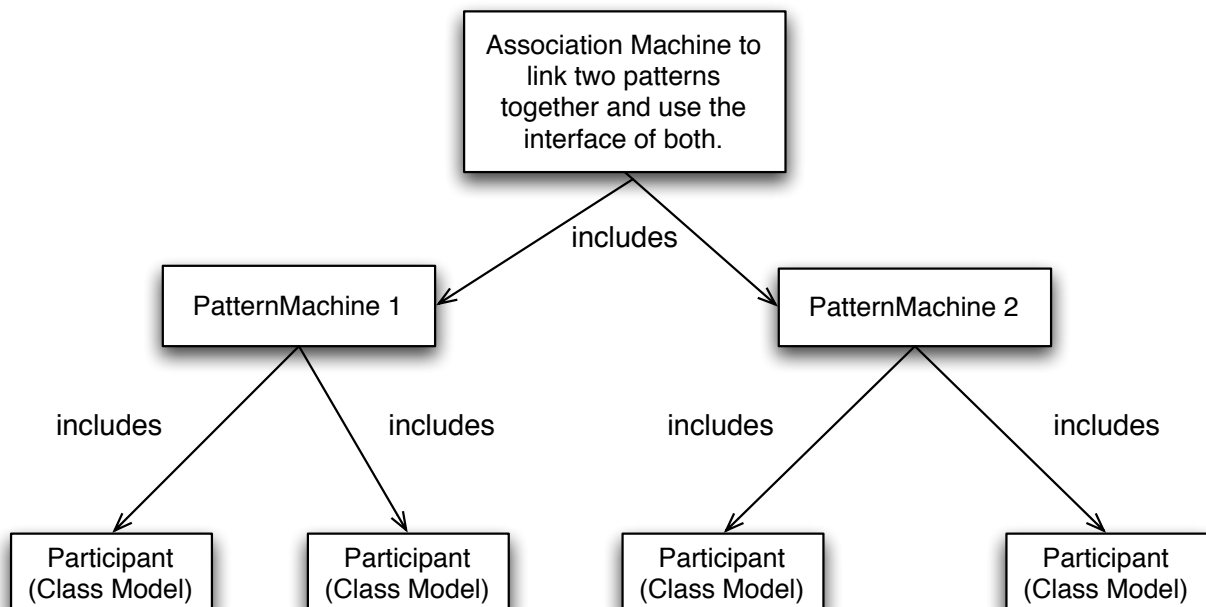 Association Machine to
link two patterns
together and use the
interface of both.
includes
PatternMachine 1
PatternMachine 2
includes
includes
includes
includes
Participant
(Class Model)
Participant
(Class Model)
Participant
(Class Model)
Participant
(Class Model)